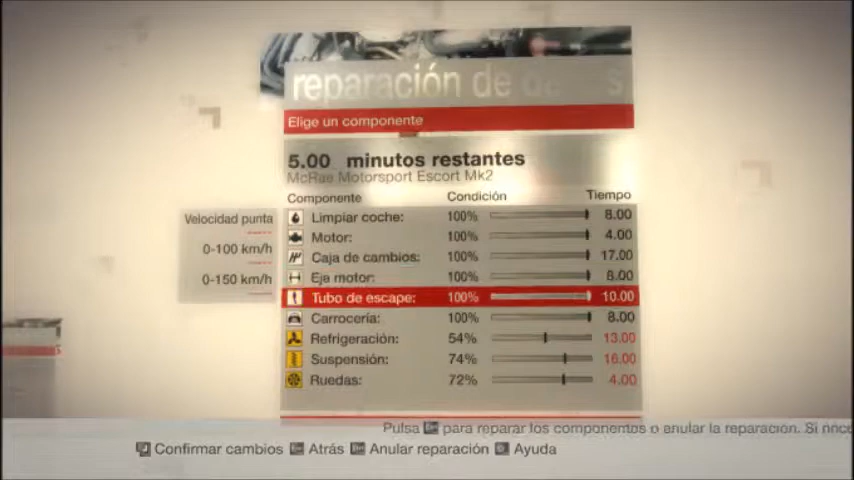 reparación de
Elige un componente
5.00 minutos restantes
McRae Motorsport Escort Mk2
Componente Condición Tiempo
Limpiar coche: 100% 8.00
Motor: 100% 4.00
Caja de cambios: 100% 17.00
Eje motor: 100% 8.00
Tubo de escape: 100% 10.00
Carrocería: 100% 8.00
Refrigeración: 54% 13.00
Suspensión: 74% 16.00
Ruedas: 72% 4.00
Velocidad punta
0-100 km/h
0-150 km/h
Pulsa para reparar los componentes o anular la reparación. Si
Confirmar cambios Atrás Anular reparación Ayuda